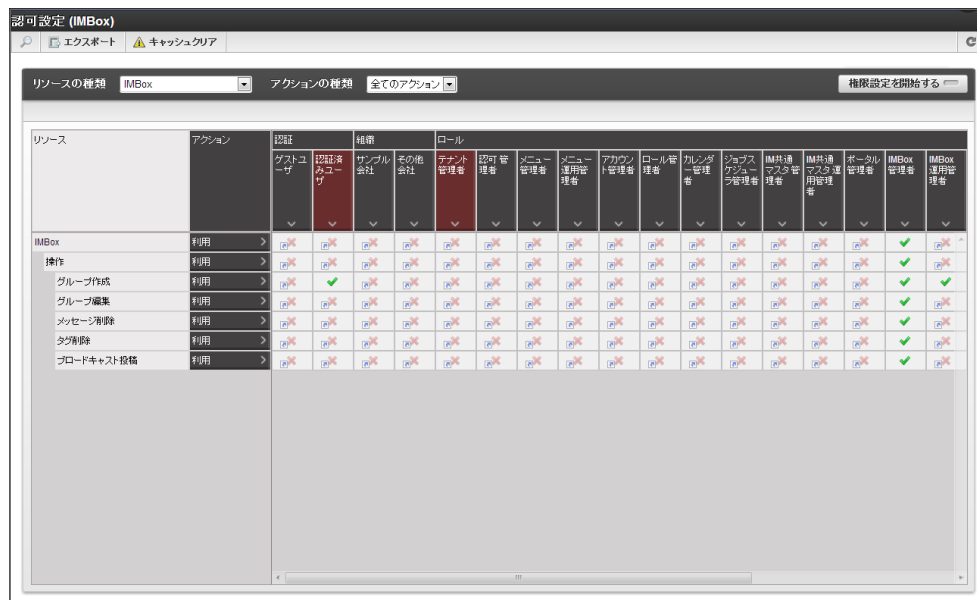 認可設定 (IMBox)
エクスポート キャッシュクリア
リソースの種類 IMBox アクションの種類 全てのアクション 権限設定を開始する
リソース アクション 認証 組織 ロール
ゲストユーザ 認証済みユーザ サンプル会社 その他会社 テナント管理者 認可管理者 メニュー管理者 メニュー運用管理者 アカウント管理者 ロール管理者 カレンダー管理者 ジョブスケジューラ管理者 IM共通マスタ管理者 IM共通マスタ運用管理者 ポータル管理者 IMBox管理者 IMBox運用管理者
IMBox 利用
操作 利用
グループ作成 利用
グループ編集 利用
メッセージ削除 利用
タグ削除 利用
ブロードキャスト投稿 利用